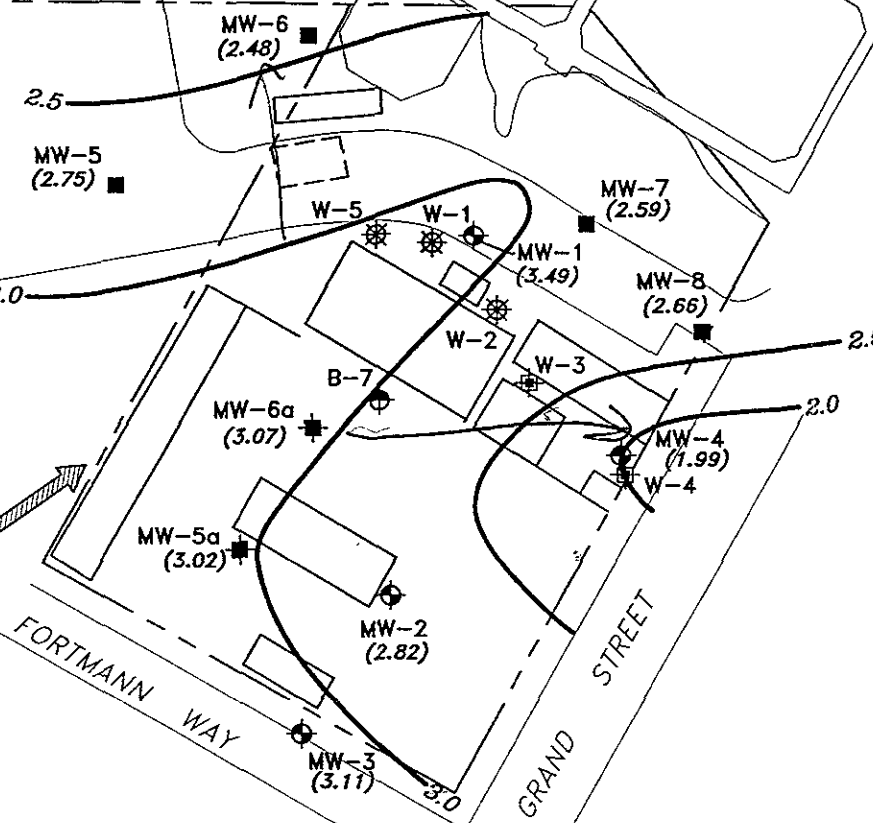 MW-6
(2.48)
2.5
MW-5
(2.75)
W-5
W-1
MW-7
(2.59)
MW-1
(3.49)
MW-8
(2.66)
.0
W-2
2.
W-3
B-7
2.0
MW-6a
(3.07)
MW-4
(1.99)
W-4
MW-5a
(3.02)
MW-2
(2.82)
FORTMANN WAY
GRAND STREET
MW-3
(3.11)
3.0